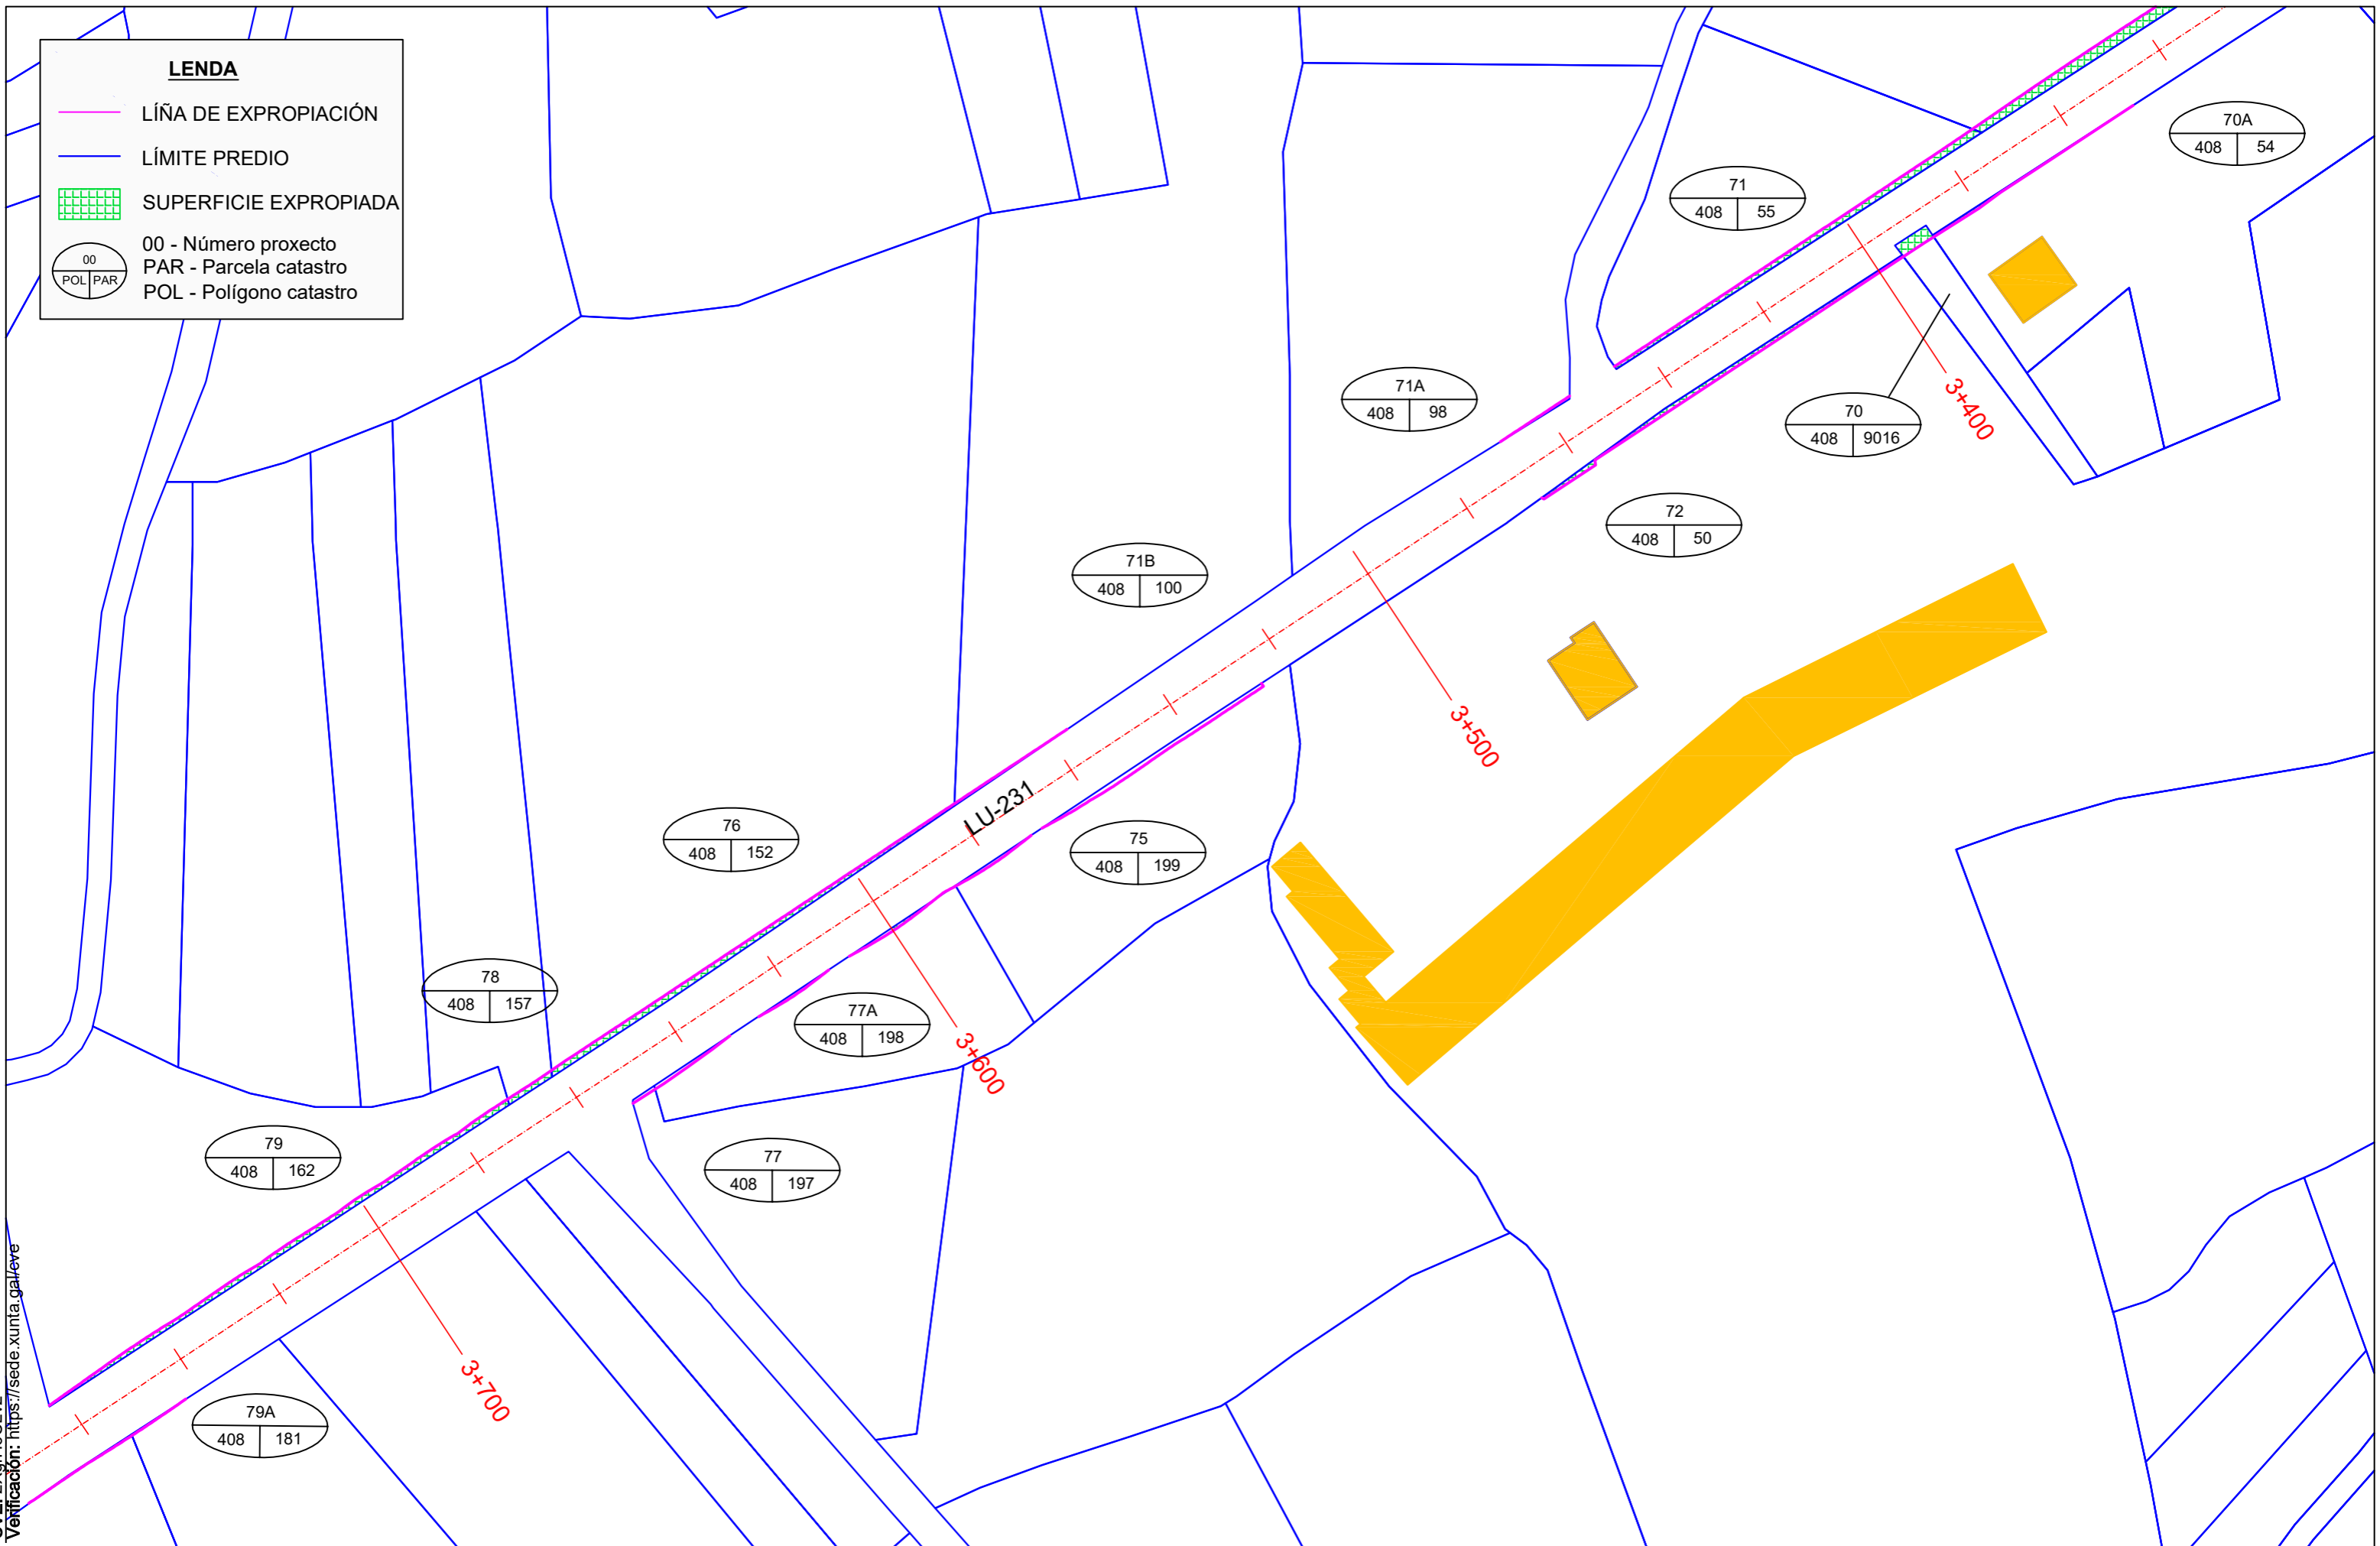 LENDA
LÍÑA DE EXPROPIACIÓN
LÍMITE PREDIO
SUPERFICIE EXPROPIADA
00
POL PAR
00 - Número proxecto
PAR - Parcela catastro
POL - Polígono catastro
70A
408 54
71
408 55
71A
408 98
70
408 9016
3+400
72
408 50
71B
408 100
3+500
LU-231
76
408 152
75
408 199
78
408 157
77A
408 198
3+600
79
408 162
77
408 197
3+700
79A
408 181
Verificación: https://sede.xunta.gal/cve